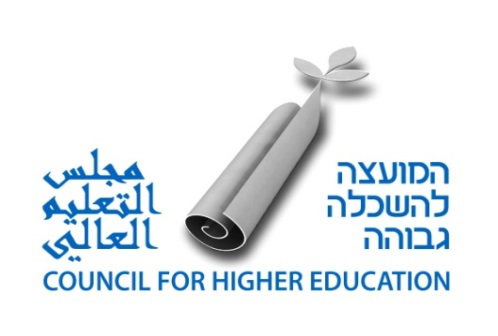 המועצה
להשכלה
גבוהה
مجلس
التعليم
العالي
COUNCIL FOR HIGHER EDUCATION